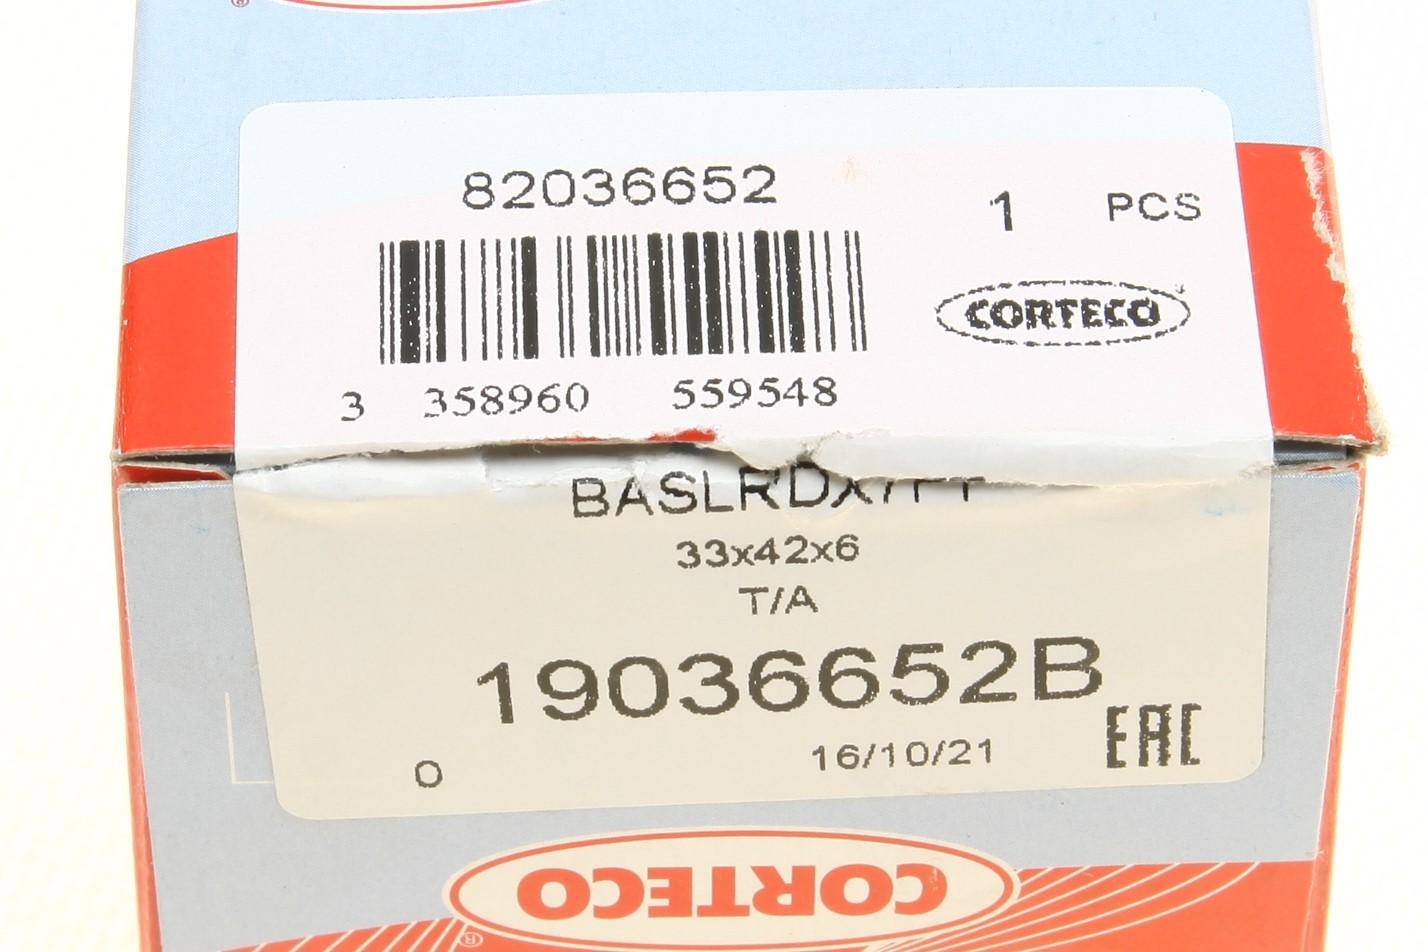 82036652
1 PCS
CORTECO
3 358960 559548
33x42x6
T/A
19036652B
16/10/21
EAC
0
CORTECO